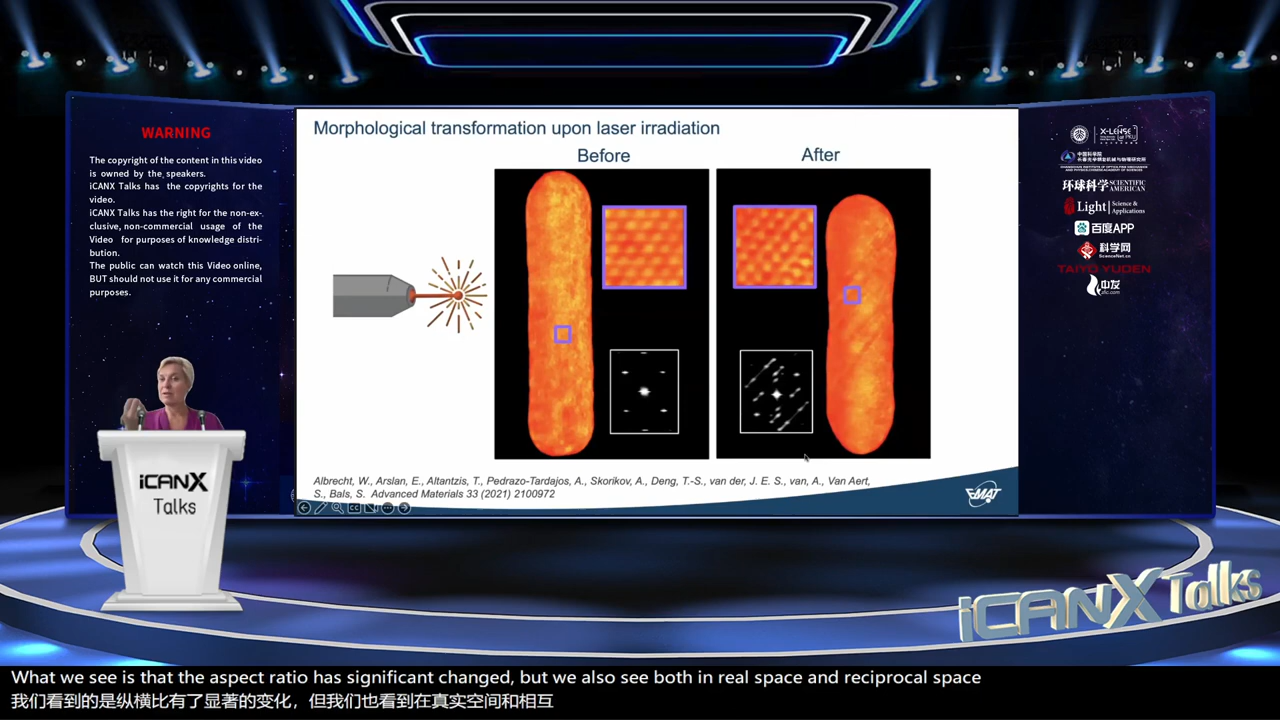 WARNING
The copyright of the content in this video
is owned by the speakers.
iCANX Talks has the copyrights for the
video.
iCANX Talks has the right for the non-ex-
clusive, non-commercial usage of the
Video for purposes of knowledge distri-
bution.
The public can watch this Video online,
BUT should not use it for any commercial
purposes.
iCANX
Talks
Morphological transformation upon laser irradiation
Before
After
Albrecht, W., Arslan, E., Altantzis, T., Pedrazo-Tardajos, A., Skorikov, A., Deng, T.-S., van der, J. E. S., van, A., Van Aert,
S., Bals, S. Advanced Materials 33 (2021) 2100972
EMAT
X-LENSE
环球科学 SCIENTIFIC AMERICAN
Light Science & Applications
百度APP
科学网
ScienceNet.cn
TAIYO YUDEN
中友
iCANX Talks
What we see is that the aspect ratio has significant changed, but we also see both in real space and reciprocal space
我们看到的是纵横比有了显著的变化，但我们也看到在真实空间和相互